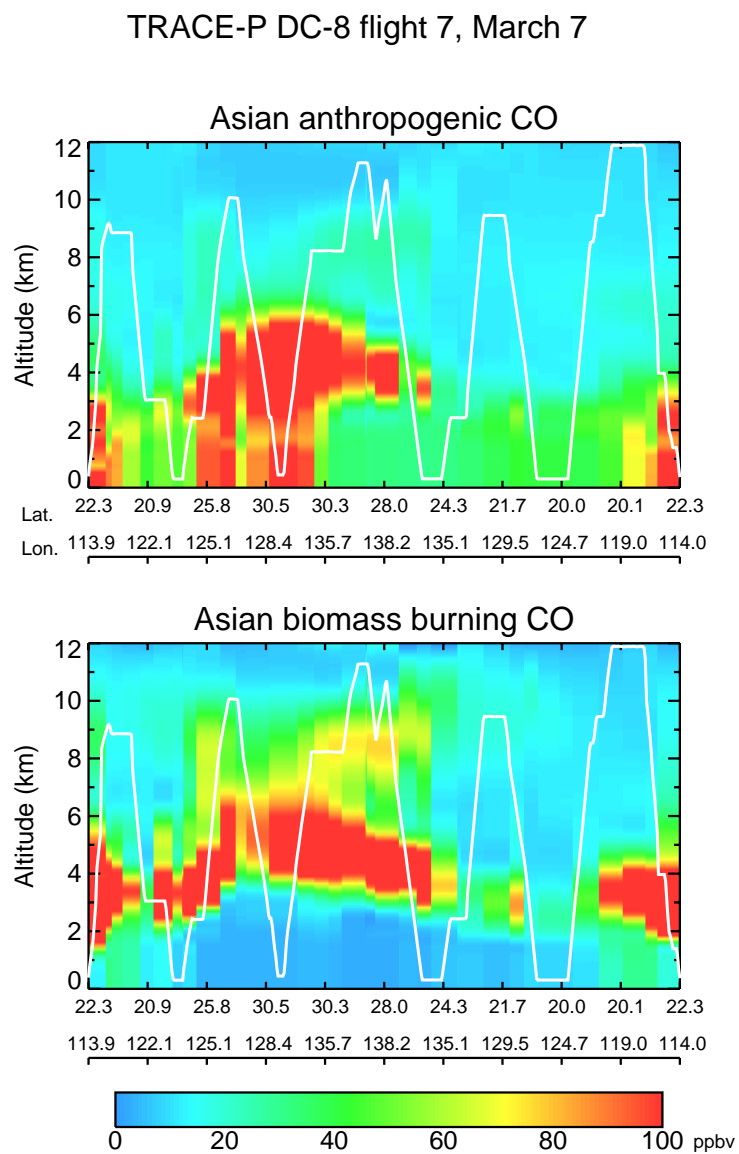 TRACE-P DC-8 flight 7, March 7
Asian anthropogenic CO
12
10
8
6
4
2
0
Altitude (km)
Lat. 22.3 20.9 25.8 30.5 30.3 28.0 24.3 21.7 20.0 20.1 22.3
Lon. 113.9 122.1 125.1 128.4 135.7 138.2 135.1 129.5 124.7 119.0 114.0
Asian biomass burning CO
12
10
8
6
4
2
0
Altitude (km)
22.3 20.9 25.8 30.5 30.3 28.0 24.3 21.7 20.0 20.1 22.3
113.9 122.1 125.1 128.4 135.7 138.2 135.1 129.5 124.7 119.0 114.0
0 20 40 60 80 100 ppbv